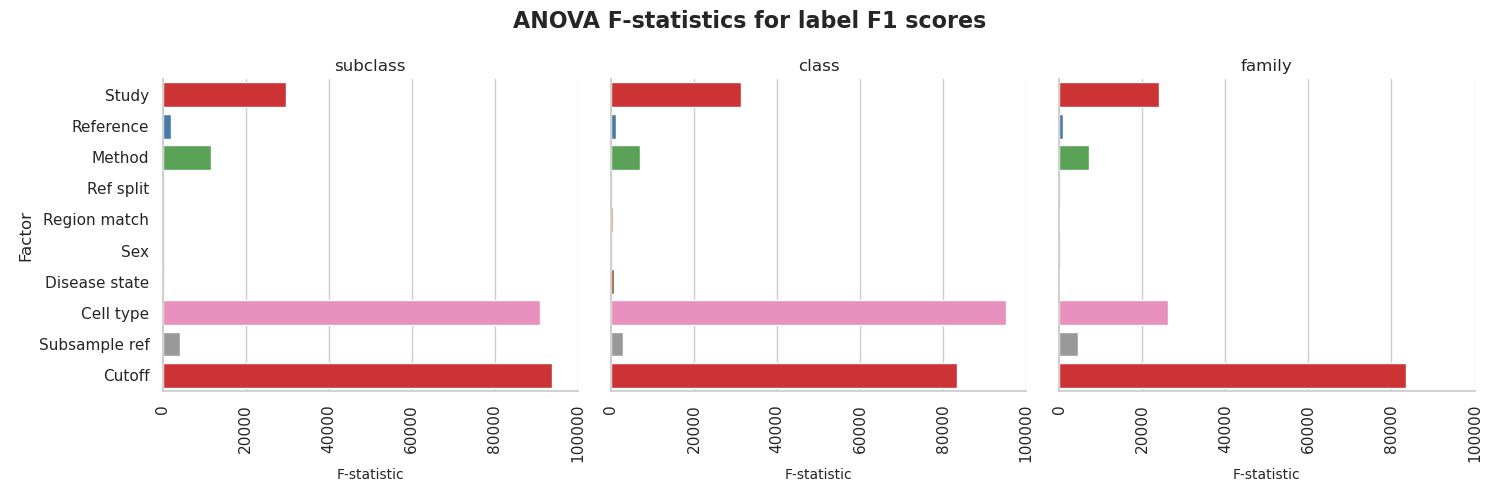 ANOVA F-statistics for label F1 scores
subclass
class
family
Factor
Study
Reference
Method
Ref split
Region match
Sex
Disease state
Cell type
Subsample ref
Cutoff
0 20000 40000 60000 80000 100000
0 20000 40000 60000 80000 100000
0 20000 40000 60000 80000 100000
F-statistic
F-statistic
F-statistic